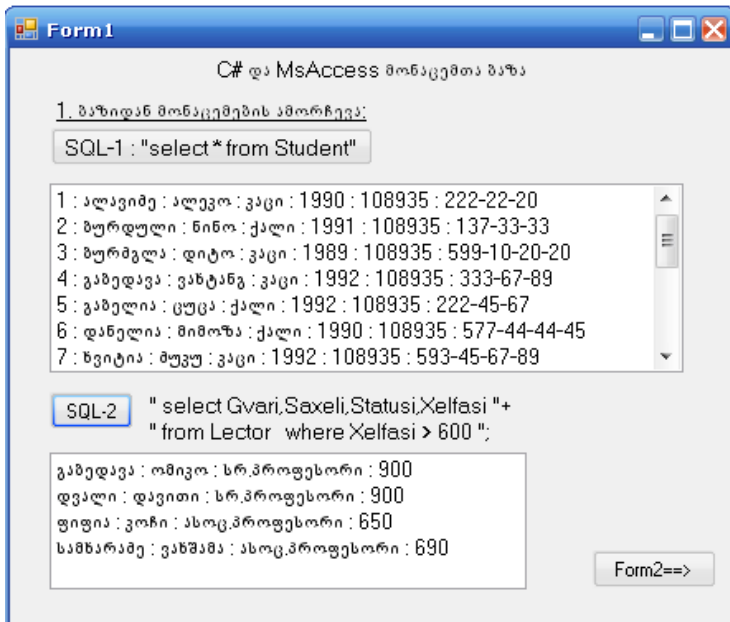 Form1
C# და MsAccess მონაცემთა ბაზა
1. ბაზიდან მონაცემების ამორჩევა:
SQL-1 : "select * from Student"
1 : ალავიძე : ალეკო : კაცი : 1990 : 108935 : 222-22-20
2 : ბურდული : ნინო : ქალი : 1991 : 108935 : 137-33-33
3 : ბურმგლა : დიტო : კაცი : 1989 : 108935 : 599-10-20-20
4 : გაბედავა : ვახტანგ : კაცი : 1992 : 108935 : 333-67-89
5 : გაბელია : ცუცა : ქალი : 1992 : 108935 : 222-45-67
6 : დანელია : მიმოზა : ქალი : 1990 : 108935 : 577-44-44-45
7 : ხვიტია : ძუკუ : კაცი : 1992 : 108935 : 593-45-67-89
SQL-2
" select Gvari,Saxeli,Statusi,Xelfasi "+
" from Lector where Xelfasi > 600 ";
გაბედავა : ომიკო : სრ.პროფესორი : 900
დვალი : დავითი : სრ.პროფესორი : 900
ფიფია : კოჩი : ასოც.პროფესორი : 650
სამხარაძე : ვახშამა : ასოც.პროფესორი : 690
Form2==>